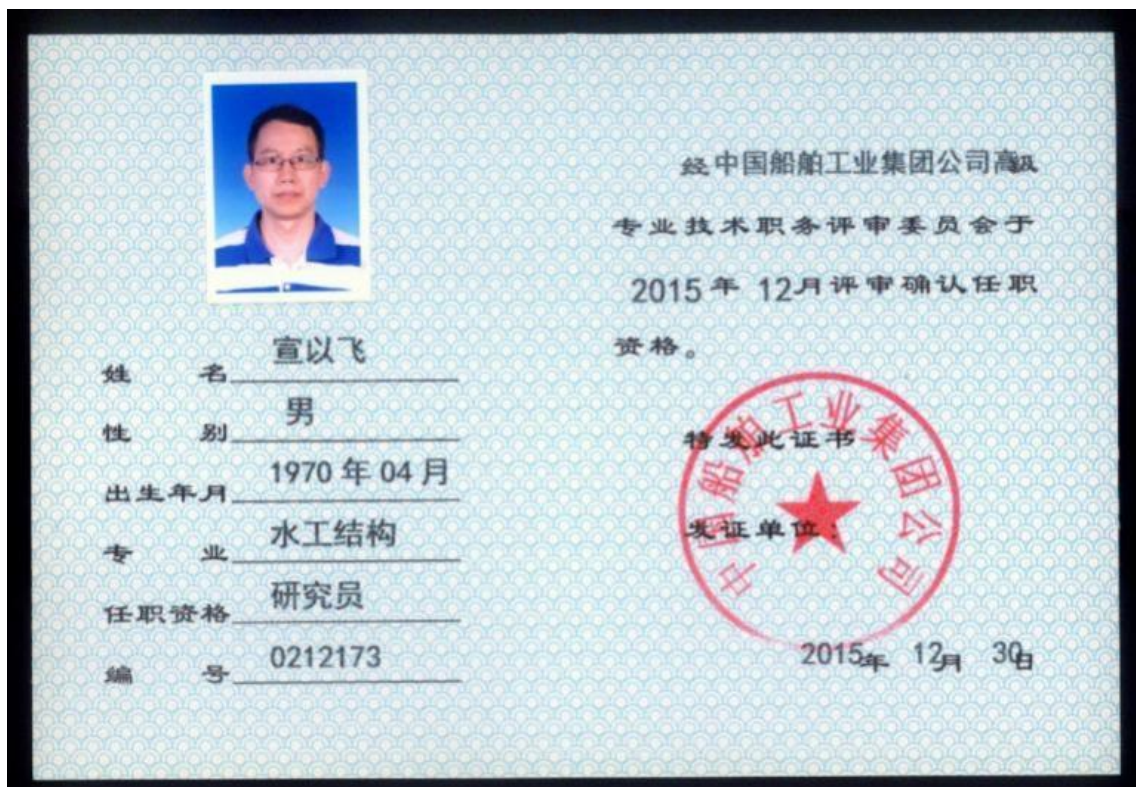 姓 名 宣以飞
性 别 男
出生年月 1970 年 04 月
专 业 水工结构
任职资格 研究员
编 号 0212173
经中国船舶工业集团公司高级
专业技术职务评审委员会于
2015 年 12月评审确认任职
资格。
特发此证书
发证单位：
中国船舶工业集团公司
2015年 12月 30日